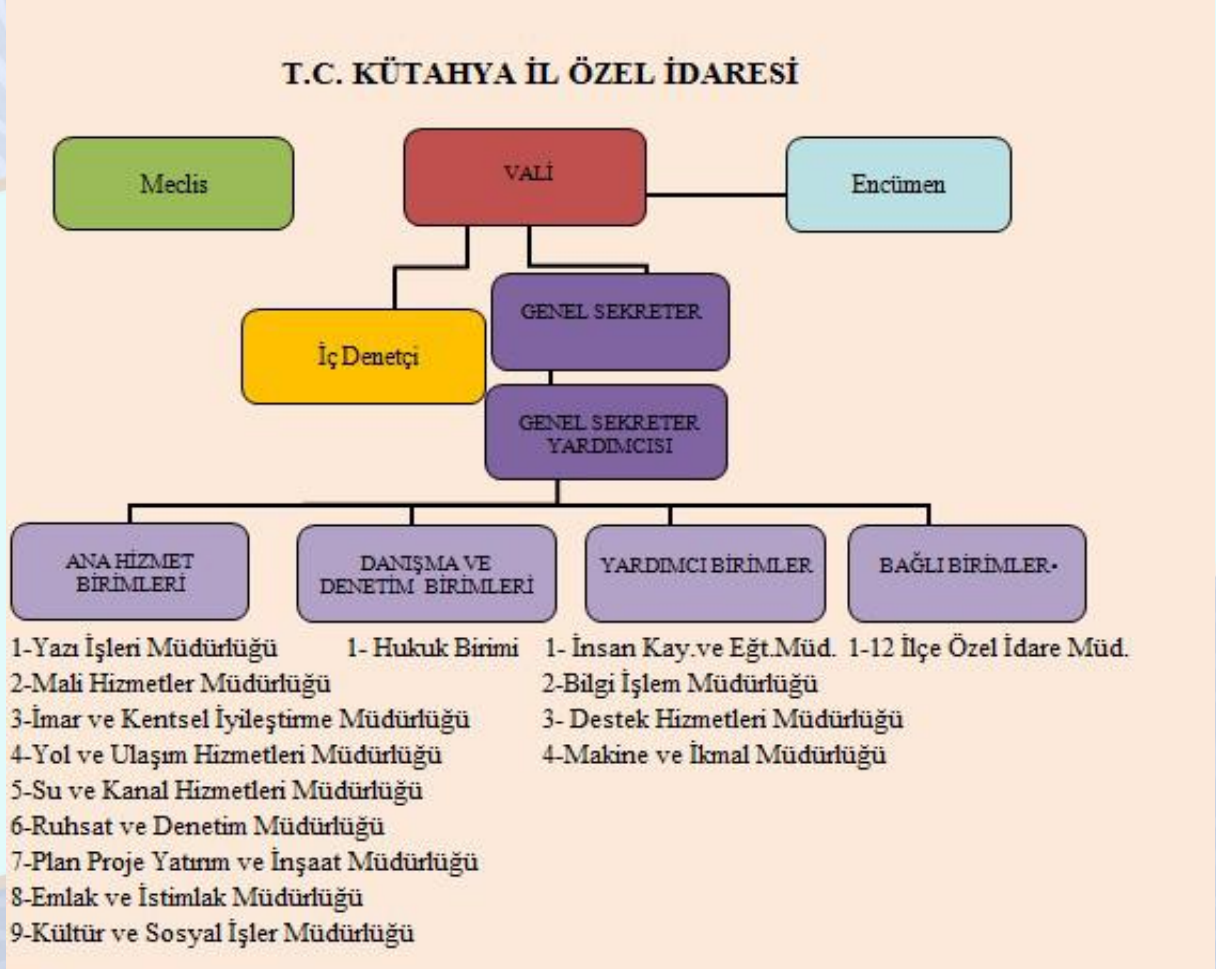 T.C. KÜTAHYA İL ÖZEL İDARESİ
Meclis
VALİ
Encümen
GENEL SEKRETER
İç Denetçi
GENEL SEKRETER
YARDIMCISI
ANA HİZMET
BİRİMLERİ
DANIŞMA VE
DENETİM BİRİMLERİ
YARDIMCI BİRİMLER
BAĞLI BİRİMLER•
1-Yazı İşleri Müdürlüğü
2-Mali Hizmetler Müdürlüğü
3-İmar ve Kentsel İyileştirme Müdürlüğü
4-Yol ve Ulaşım Hizmetleri Müdürlüğü
5-Su ve Kanal Hizmetleri Müdürlüğü
6-Ruhsat ve Denetim Müdürlüğü
7-Plan Proje Yatırım ve İnşaat Müdürlüğü
8-Emlak ve İstimlak Müdürlüğü
9-Kültür ve Sosyal İşler Müdürlüğü
1- Hukuk Birimi
1- İnsan Kay.ve Eğt.Müd.
2-Bilgi İşlem Müdürlüğü
3- Destek Hizmetleri Müdürlüğü
4-Makine ve İkmal Müdürlüğü
1-12 İlçe Özel İdare Müd.